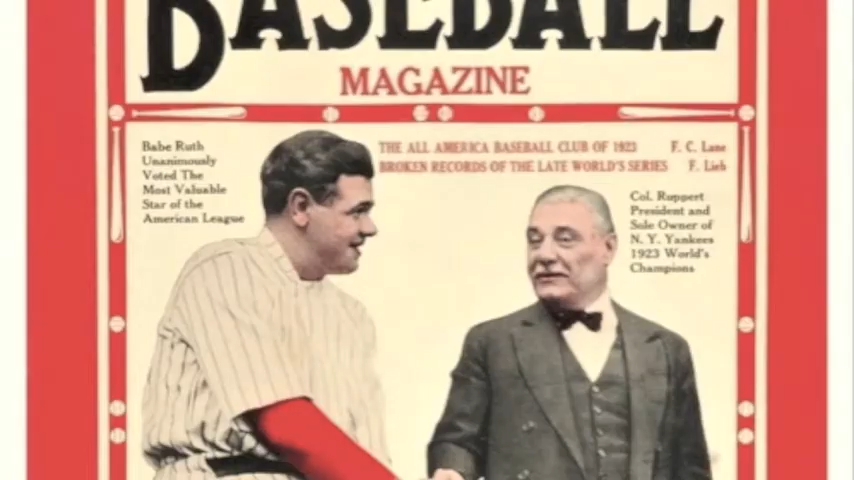 BASEBALL
MAGAZINE
Babe Ruth
Unanimously
Voted The
Most Valuable
Star of the
American League
THE ALL AMERICA BASEBALL CLUB OF 1923 F. C. Lane
BROKEN RECORDS OF THE LATE WORLD'S SERIES F. Lieb
Col. Ruppert
President and
Sole Owner of
N. Y. Yankees
1923 World's
Champions